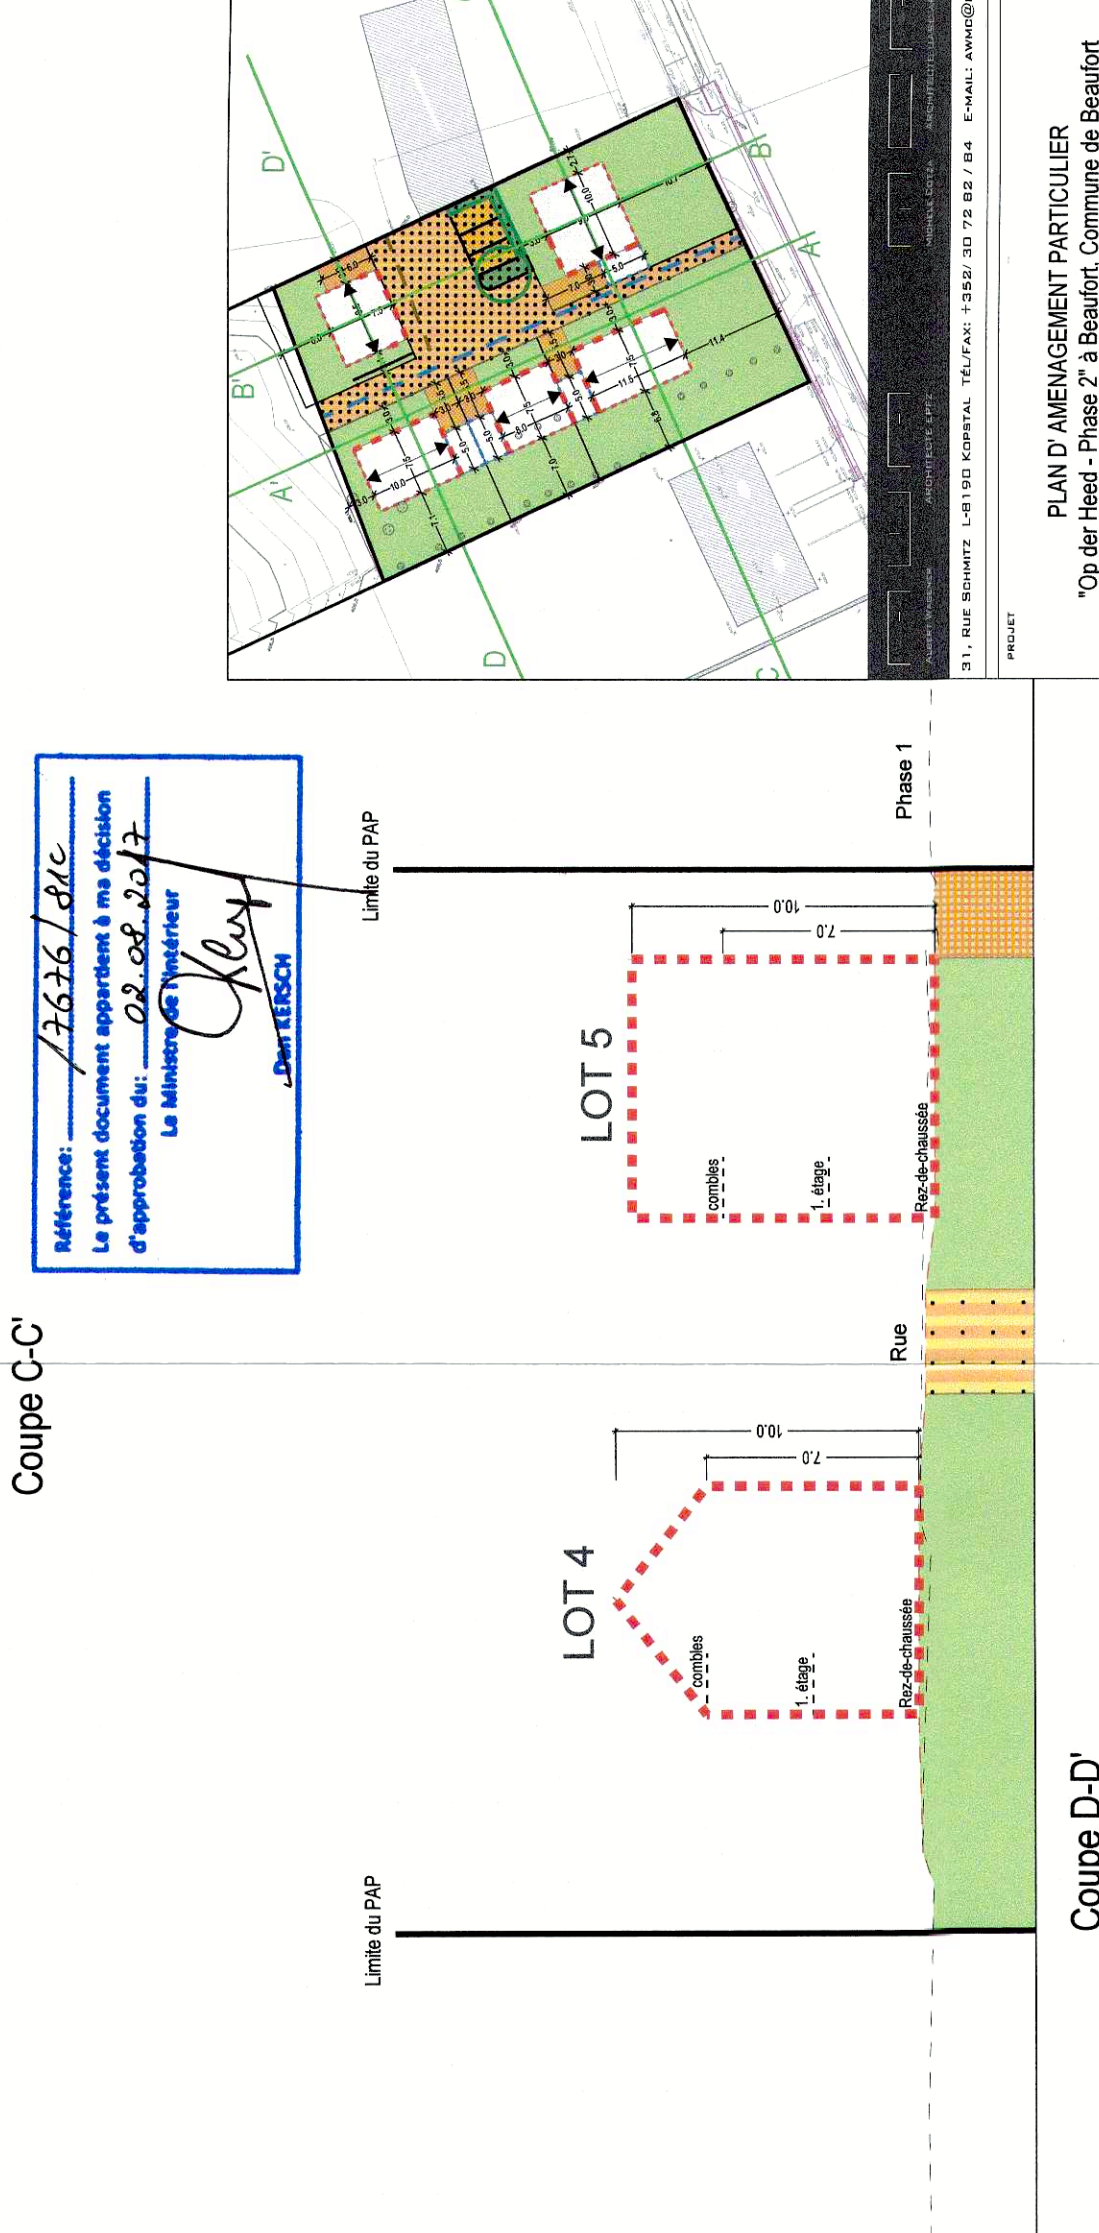 Coupe C-C'
Référence: 17676/81C
Le présent document appartient à ma décision
d'approbation du: 02.08.2017
Le Ministre de l'Intérieur
Dan KERSCH
Limite du PAP
Limite du PAP
LOT 4
combles
1. étage
Rez-de-chaussée
7.0
10.0
Rue
LOT 5
combles
1. étage
Rez-de-chaussée
7.0
10.0
Phase 1
Coupe D-D'
D
D'
C
B'
B
A'
A
ALBERT WAGENER ARCHITECTE EPFZ
31, RUE SCHMITZ L-8190 KOPSTAL TÉL/FAX: +352/ 30 72 82 / 84 E-MAIL: AWMC@
PROJET
PLAN D' AMENAGEMENT PARTICULIER
"Op der Heed - Phase 2" à Beaufort, Commune de Beaufort